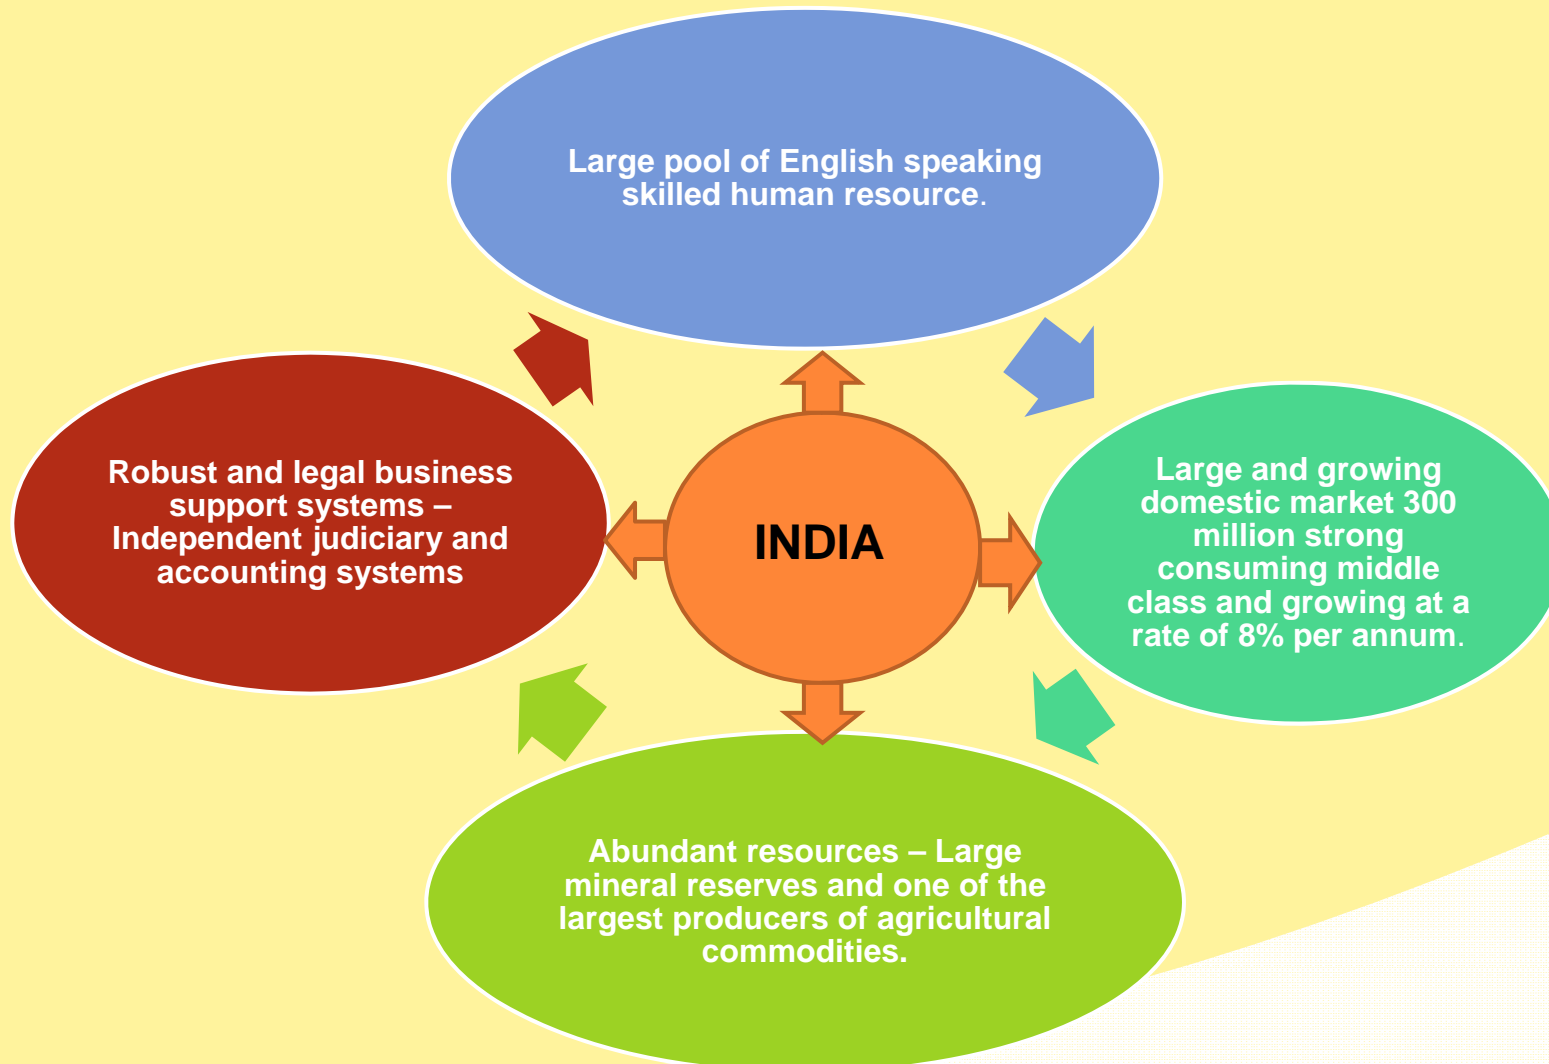 Large pool of English speaking
skilled human resource.
Robust and legal business
support systems –
Independent judiciary and
accounting systems
INDIA
Large and growing
domestic market 300
million strong
consuming middle
class and growing at a
rate of 8% per annum.
Abundant resources – Large
mineral reserves and one of the
largest producers of agricultural
commodities.